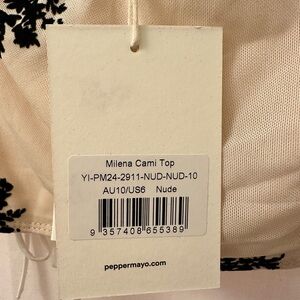 Milena Cami Top
YI-PM24-2911-NUD-NUD-10
AU10/US6 Nude
9 357408 655389
peppermayo.com